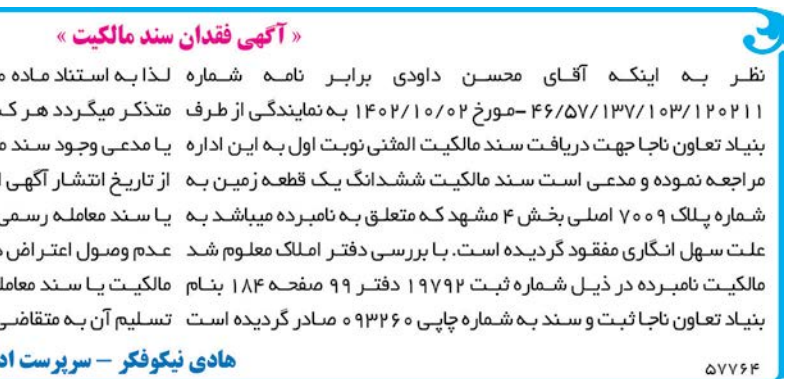 « آگهی فقدان سند مالکیت »
نظر به اینکه آقای محسن داودی برابر نامه شماره
۴۶/۵۷/۱۳۷/۱۰۳/۱۲۰۲۱۱ –مورخ ۱۴۰۲/۱۰/۰۲ به نمایندگی از طرف
بنیاد تعاون ناجا جهت دریافت سند مالکیت المثنی نوبت اول به این اداره
مراجعه نموده و مدعی است سند مالکیت ششدانگ یک قطعه زمین به
شماره پلاک ۷۰۰۹ اصلی بخش ۴ مشهد که متعلق به نامبرده میباشد به
علت سهل انگاری مفقود گردیده است. با بررسی دفتر املاک معلوم شد
مالکیت نامبرده در ذیل شماره ثبت ۱۹۷۹۲ دفتر ۹۹ صفحه ۱۸۴ بنام
بنیاد تعاون ناجا ثبت و سند به شماره چاپی ۰۹۳۲۶۰ صادر گردیده است
لذا به استناد ماده
متذکر میگردد هر
یا مدعی وجود سند
از تاریخ انتشار آگهی
یا سند معامله رسمی
عدم وصول اعتراض
مالکیت یا سند
تسلیم آن به
هادی نیکوفکر – سرپرست
۵۷۷۶۴